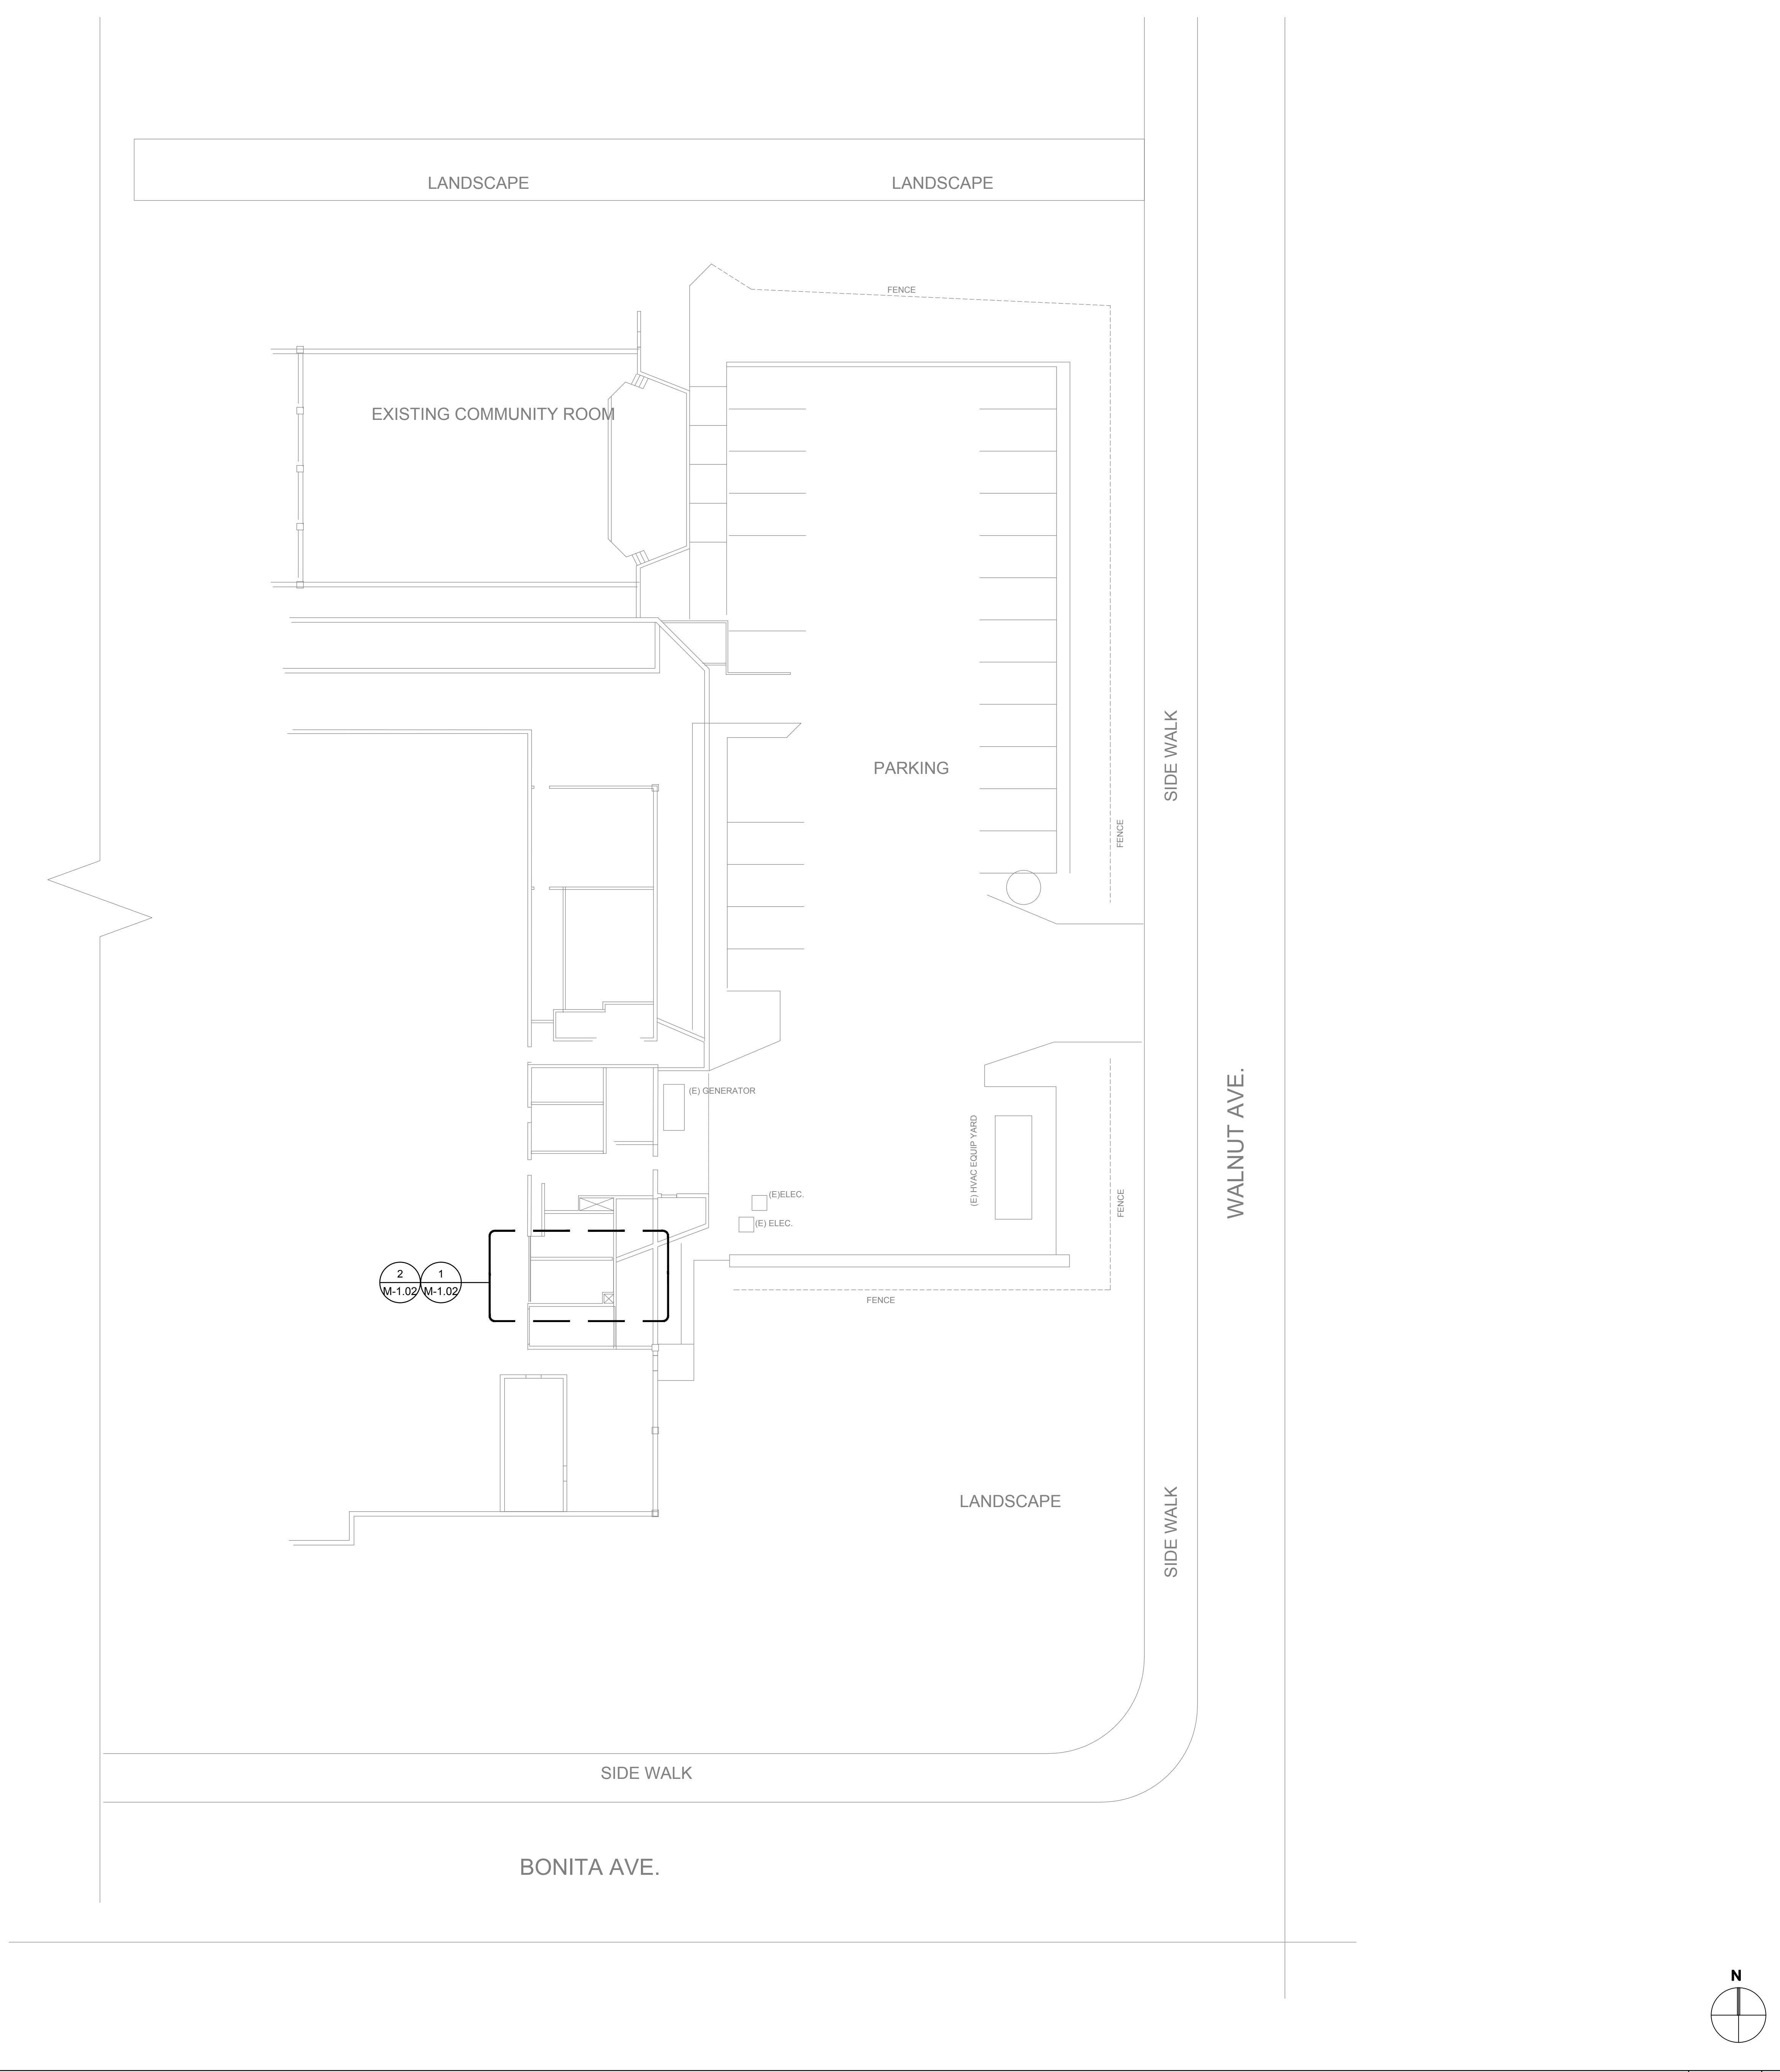 LANDSCAPE LANDSCAPE
FENCE
EXISTING COMMUNITY ROOM
SIDE WALK
PARKING
FENCE
WALNUT AVE.
(E) GENERATOR
(E) HVAC EQUIP YARD
(E)ELEC.
FENCE
(E) ELEC.
2 1
M-1.02 M-1.02
FENCE
LANDSCAPE
SIDE WALK
SIDE WALK
BONITA AVE.
N